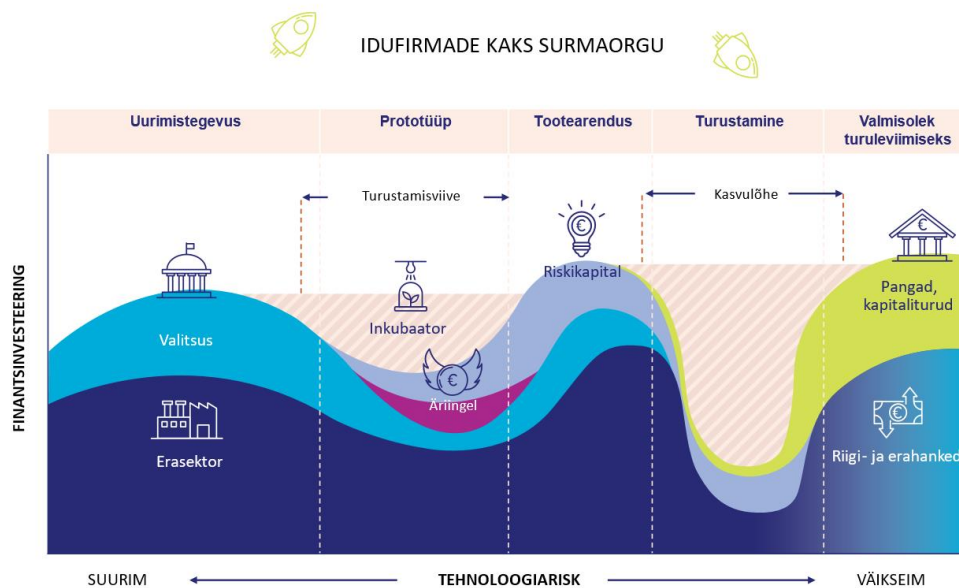 IDUFIRMADE KAKS SURMAORGU
Uurimistegevus
Prototüüp
Tootearendus
Turustamine
Valmisolek
turuleviimiseks
Turustamisviive
Kasvulõhe
FINANTSINVESTEERING
Valitsus
Erasektor
Inkubaator
Äriingel
Riskikapital
Pangad,
kapitaliturud
Riigi- ja erahanked
SUURIM
TEHNOLOOGIARISK
VÄIKSEIM